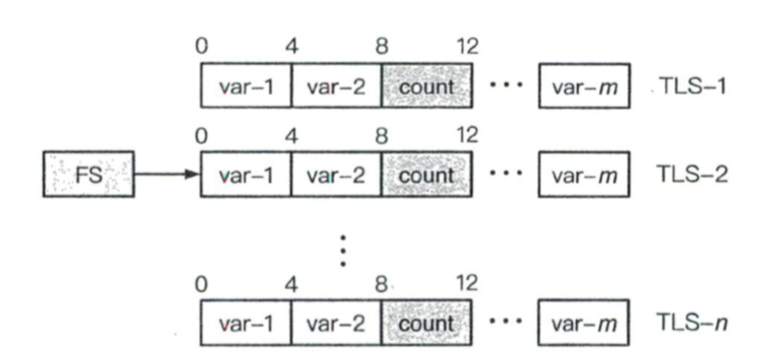 0 4 8 12
var–1 var–2 count ··· var–m TLS–1
0 4 8 12
FS var–1 var–2 count ··· var–m TLS–2
⋮
0 4 8 12
var–1 var–2 count ··· var–m TLS–n